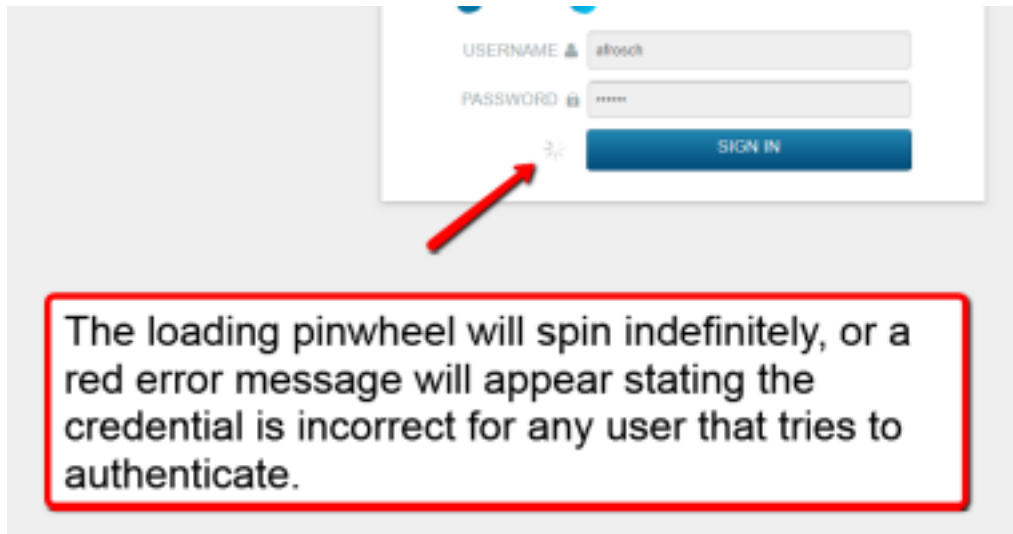 USERNAME afrosch
PASSWORD ••••••
SIGN IN
The loading pinwheel will spin indefinitely, or a
red error message will appear stating the
credential is incorrect for any user that tries to
authenticate.